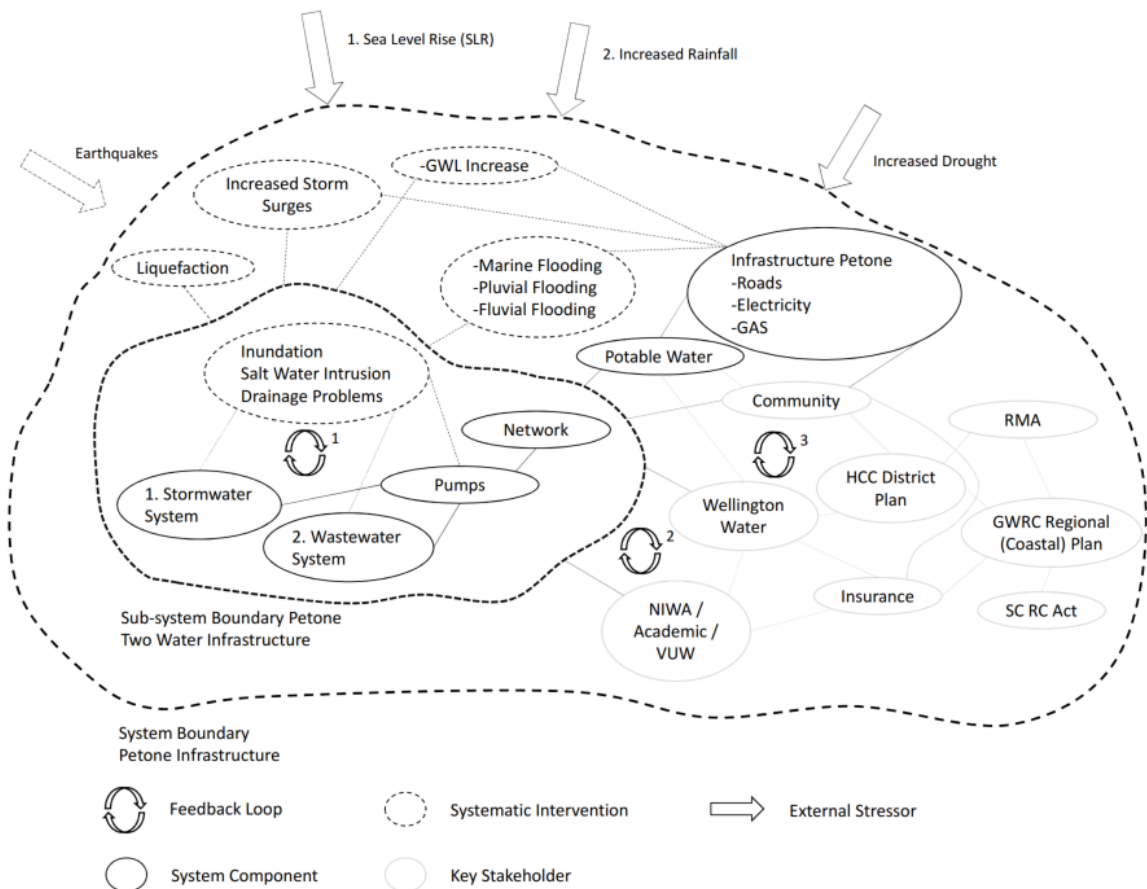 1. Sea Level Rise (SLR)
2. Increased Rainfall
Earthquakes
Increased Drought
-GWL Increase
Increased Storm
Surges
Liquefaction
-Marine Flooding
-Pluvial Flooding
-Fluvial Flooding
Infrastructure Petone
-Roads
-Electricity
-GAS
Inundation
Salt Water Intrusion
Drainage Problems
Potable Water
Community
RMA
Network
1
3
Pumps
HCC District
Plan
1. Stormwater
System
Wellington
Water
GWRC Regional
(Coastal) Plan
2. Wastewater
System
2
Insurance
SC RC Act
NIWA /
Academic /
VUW
Sub-system Boundary Petone
Two Water Infrastructure
System Boundary
Petone Infrastructure
Feedback Loop
Systematic Intervention
External Stressor
System Component
Key Stakeholder